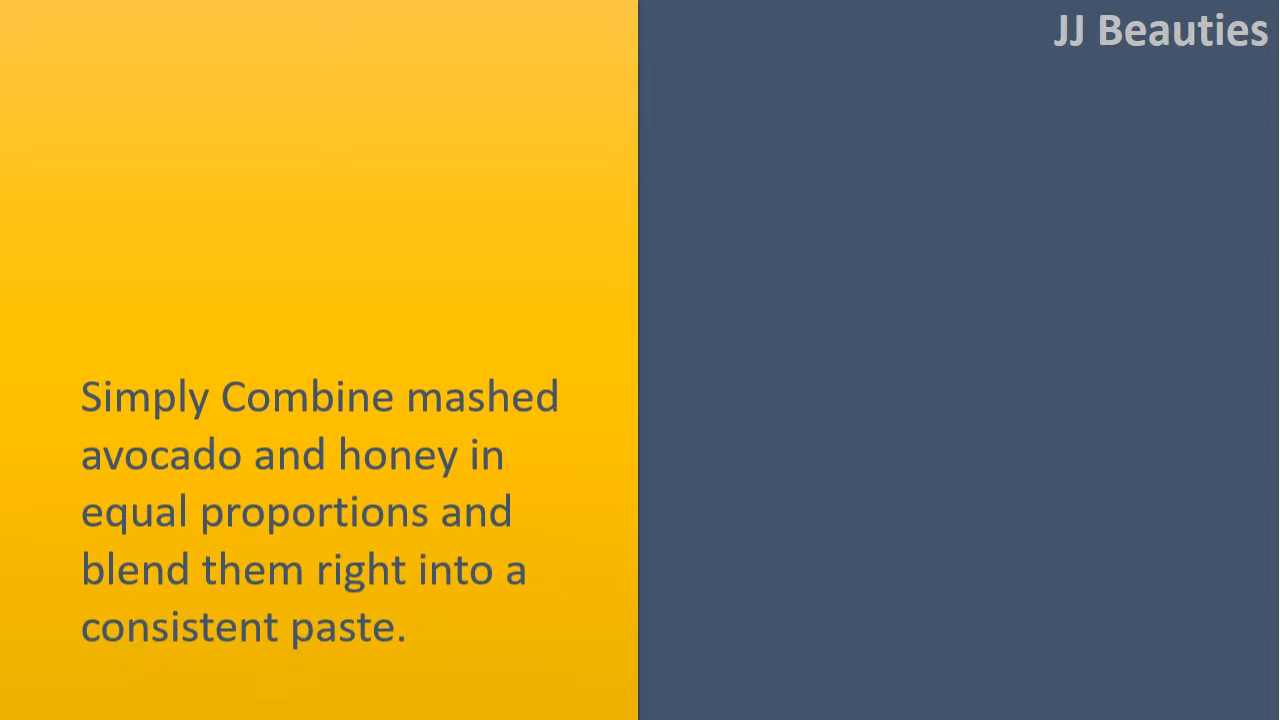 JJ Beauties
Simply Combine mashed
avocado and honey in
equal proportions and
blend them right into a
consistent paste.